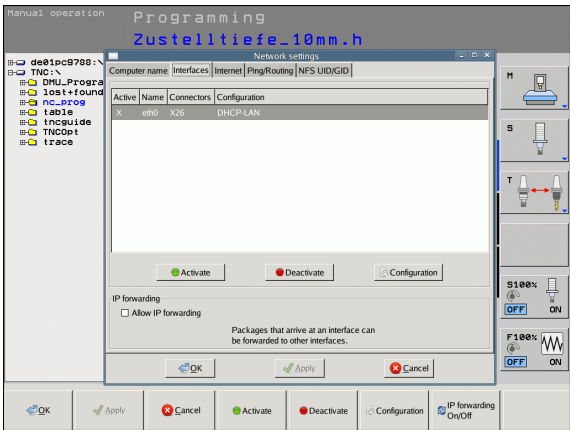 Manual operation
Programming
Zustelltiefe_10mm.h
Network settings
de01pc9788:\
TNC:\
DMU_Progra
lost+found
nc_prog
table
tncguide
TNCOpt
trace
Computer name Interfaces Internet Ping/Routing NFS UID/GID
Active Name Connectors Configuration
X eth0 X26 DHCP-LAN
Activate Deactivate Configuration
IP forwarding
Allow IP forwarding
Packages that arrive at an interface can
be forwarded to other interfaces.
OK Apply Cancel
M
S
T
S100%
OFF ON
F100%
OFF ON
OK Apply Cancel Activate Deactivate Configuration IP forwarding
On/Off